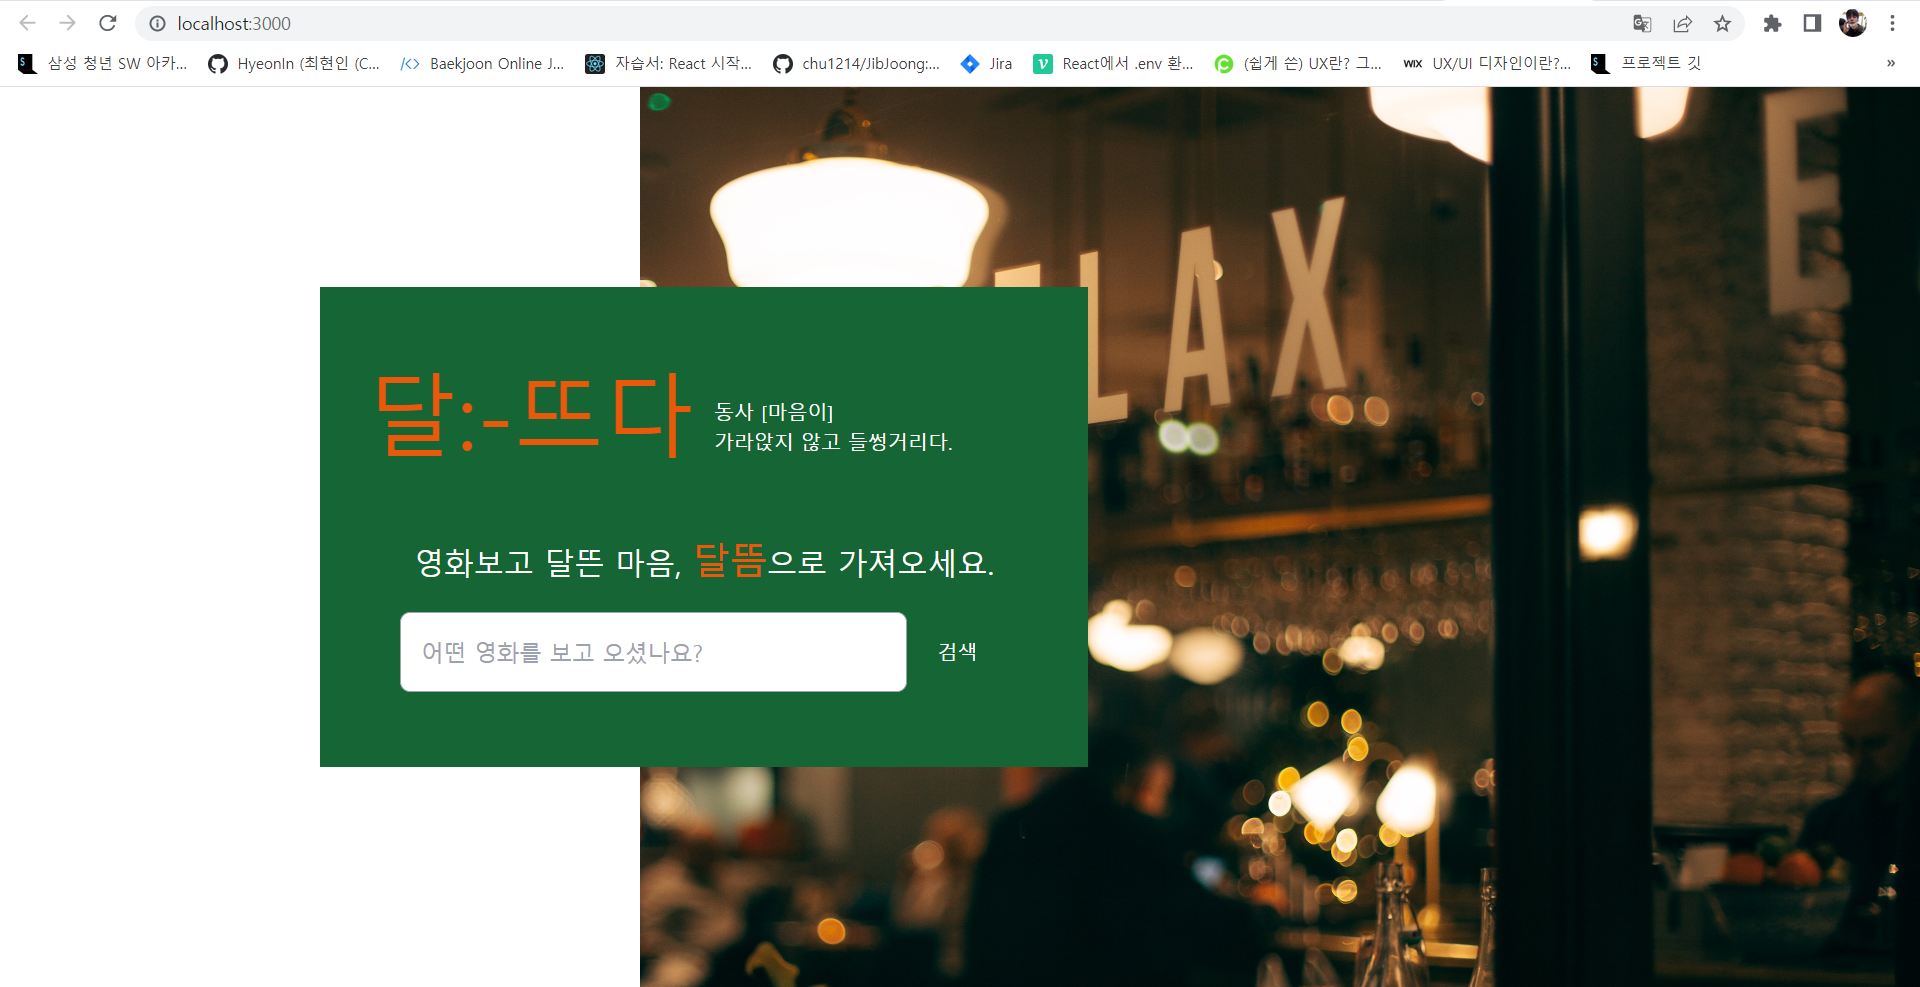 localhost:3000
삼성 청년 SW 아카...
HyeonIn (최현인 (C...
Baekjoon Online J...
자습서: React 시작...
chu1214/JibJoong:...
Jira
React에서 .env 환...
(쉽게 쓴) UX란? 그...
WIX
UX/UI 디자인이란?...
프로젝트 깃
»
LAX
E
달:-뜨다
동사 [마음이]
가라앉지 않고 들썽거리다.
영화보고 달뜬 마음, 달뜸으로 가져오세요.
어떤 영화를 보고 오셨나요?
검색